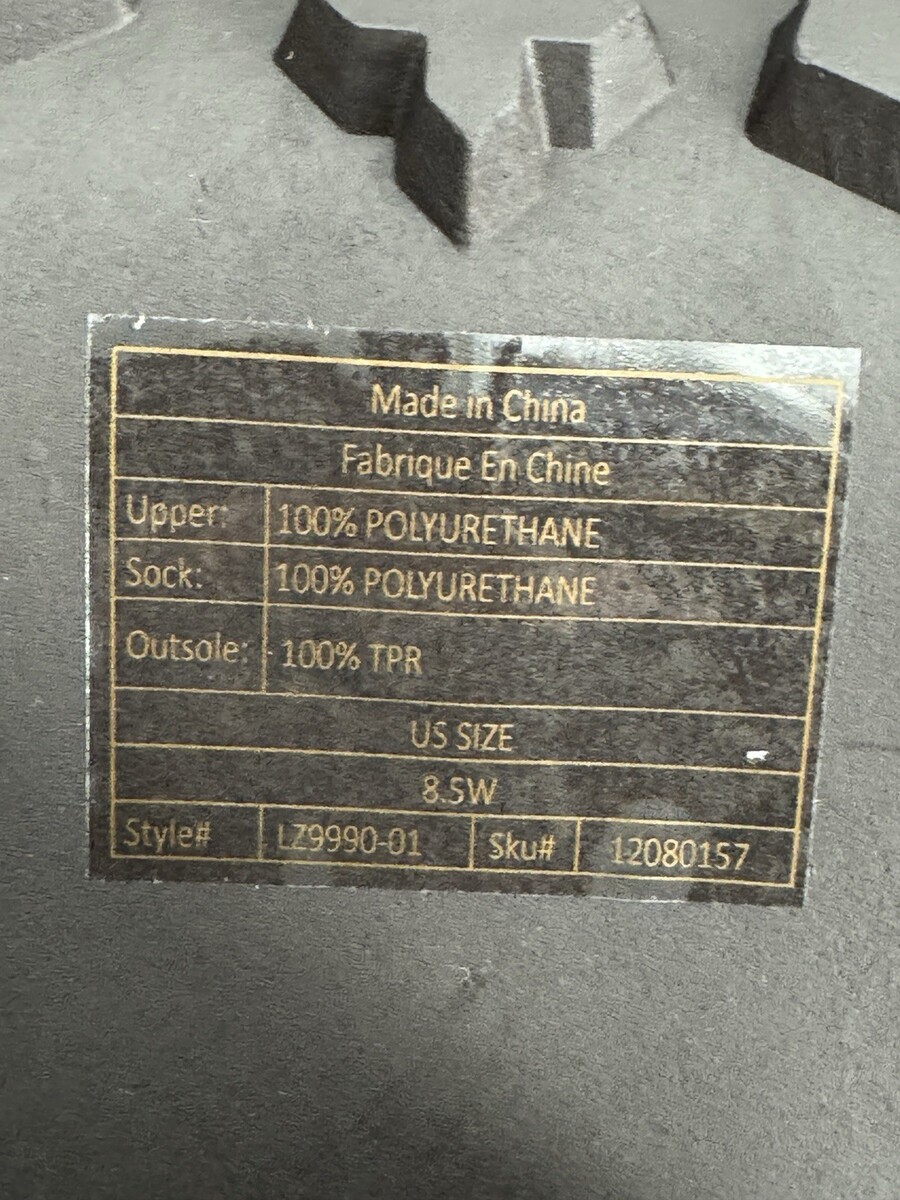 Made in China
Fabrique En Chine
Upper: 100% POLYURETHANE
Sock: 100% POLYURETHANE
Outsole: 100% TPR
US SIZE
8.5W
Style# LZ9990-01 Sku# 12080157